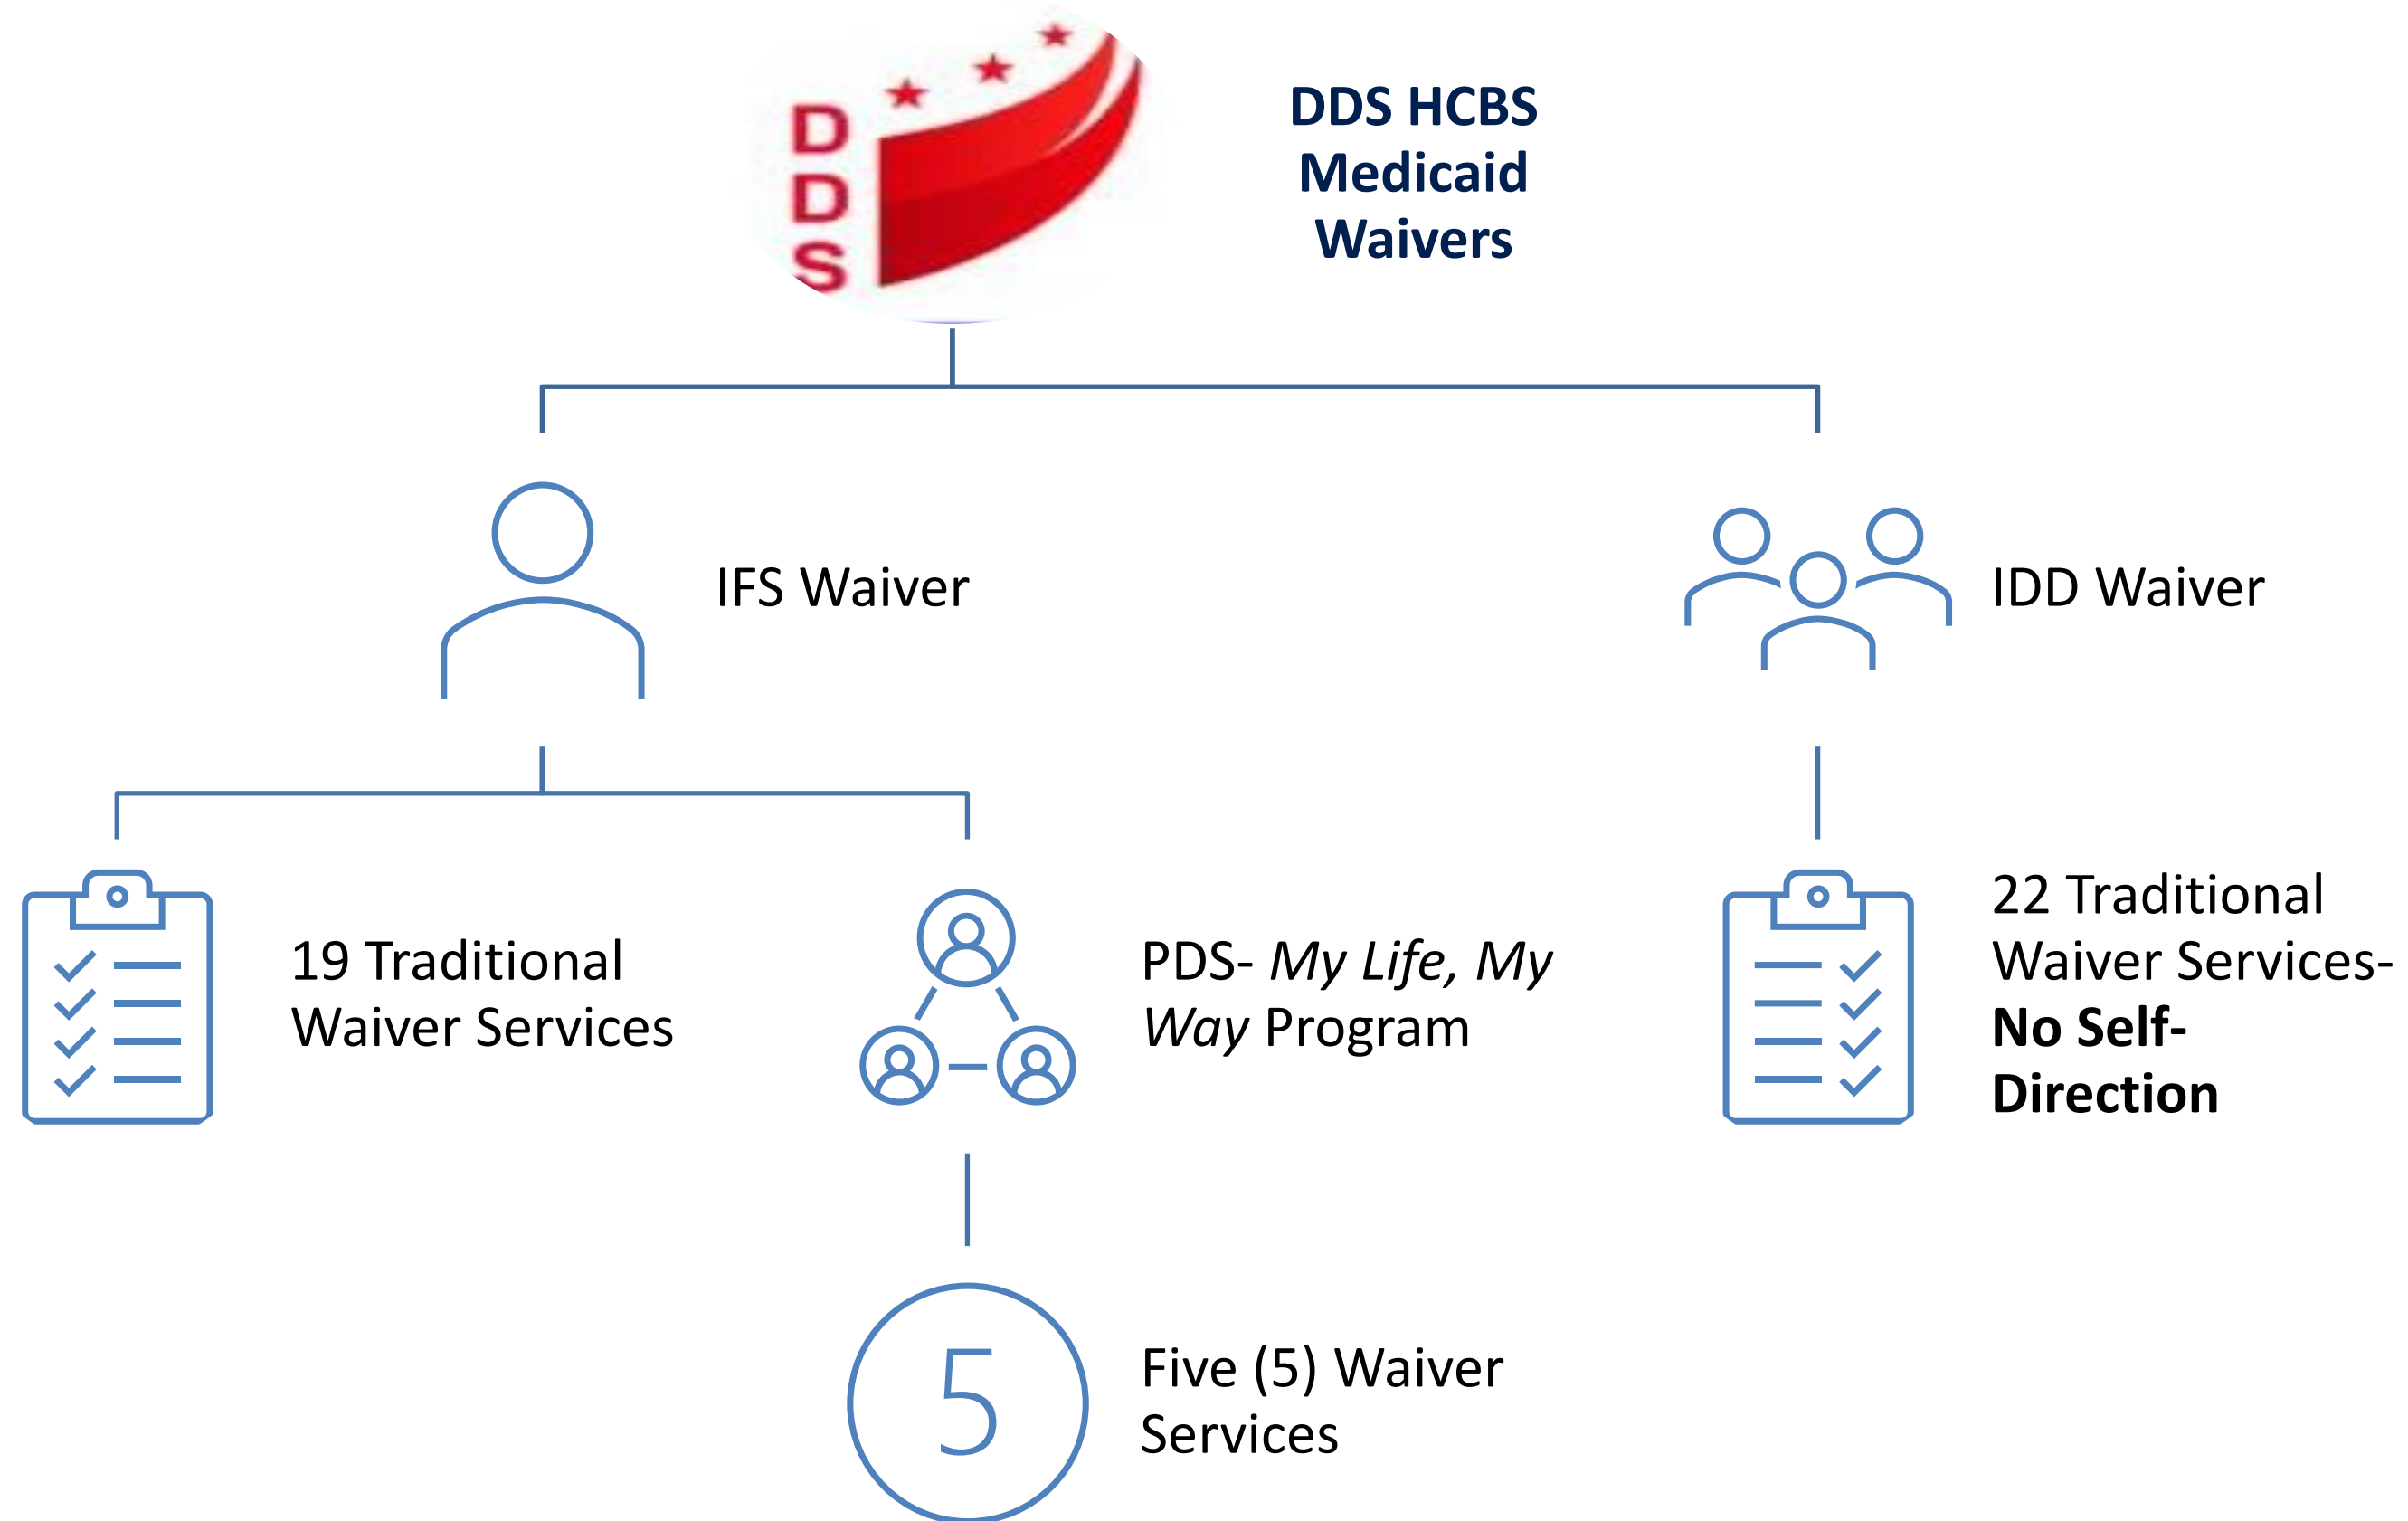 D
D
S
DDS HCBS
Medicaid
Waivers
IFS Waiver
IDD Waiver
19 Traditional
Waiver Services
PDS- My Life, My
Way Program
22 Traditional
Waiver Services-
No Self-
Direction
5
Five (5) Waiver
Services